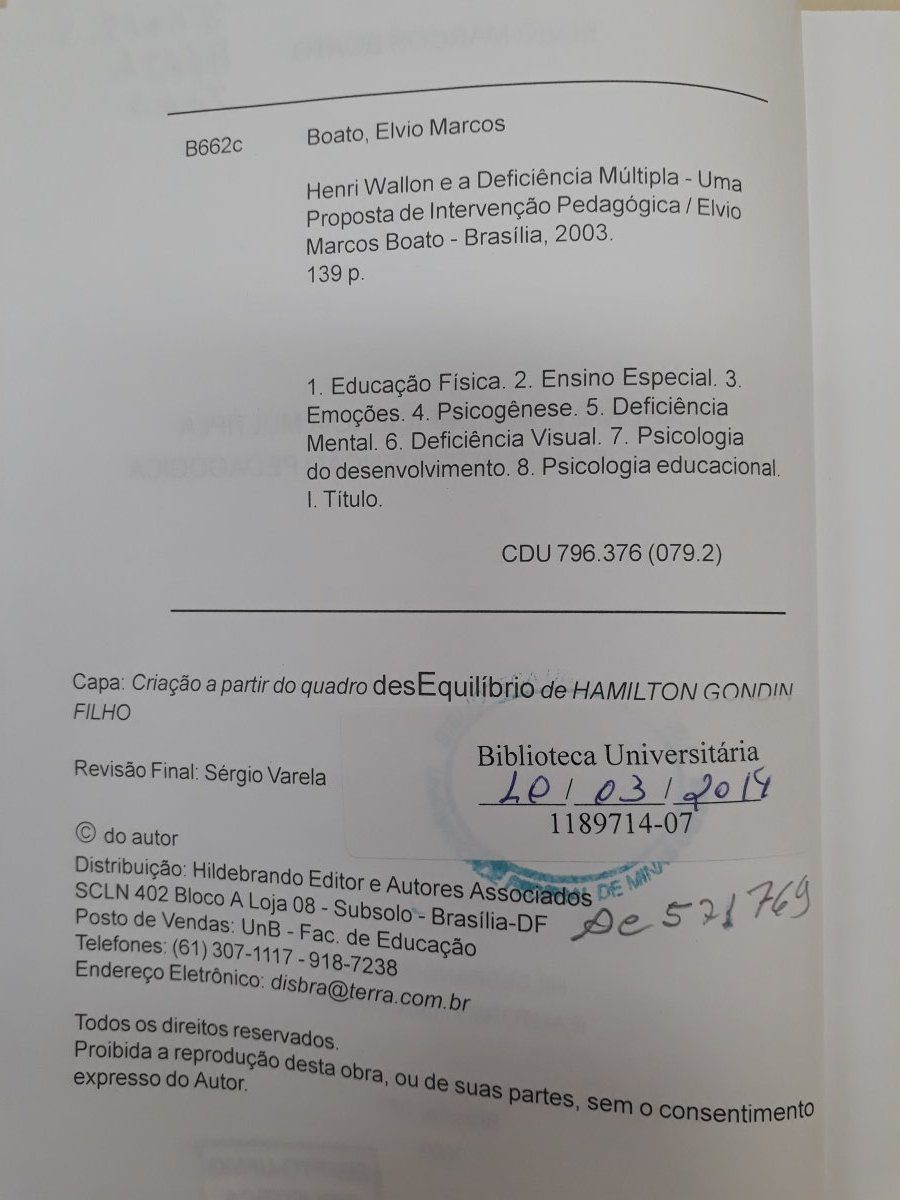 B662c
Boato, Elvio Marcos
Henri Wallon e a Deficiência Múltipla - Uma
Proposta de Intervenção Pedagógica / Elvio
Marcos Boato - Brasília, 2003.
139 p.
1. Educação Física. 2. Ensino Especial. 3.
Emoções. 4. Psicogênese. 5. Deficiência
Mental. 6. Deficiência Visual. 7. Psicologia
do desenvolvimento. 8. Psicologia educacional.
I. Título.
CDU 796.376 (079.2)
Capa: Criação a partir do quadro desEquilíbrio de HAMILTON GONDIN
FILHO
Revisão Final: Sérgio Varela
Biblioteca Universitária
10/03/2014
1189714-07
© do autor
Distribuição: Hildebrando Editor e Autores Associados
SCLN 402 Bloco A Loja 08 - Subsolo - Brasília-DF
Posto de Vendas: UnB - Fac. de Educação
Telefones: (61) 307-1117 - 918-7238
Endereço Eletrônico: disbra@terra.com.br
DE MINA
571769
Todos os direitos reservados.
Proibida a reprodução desta obra, ou de suas partes, sem o consentimento
expresso do Autor.